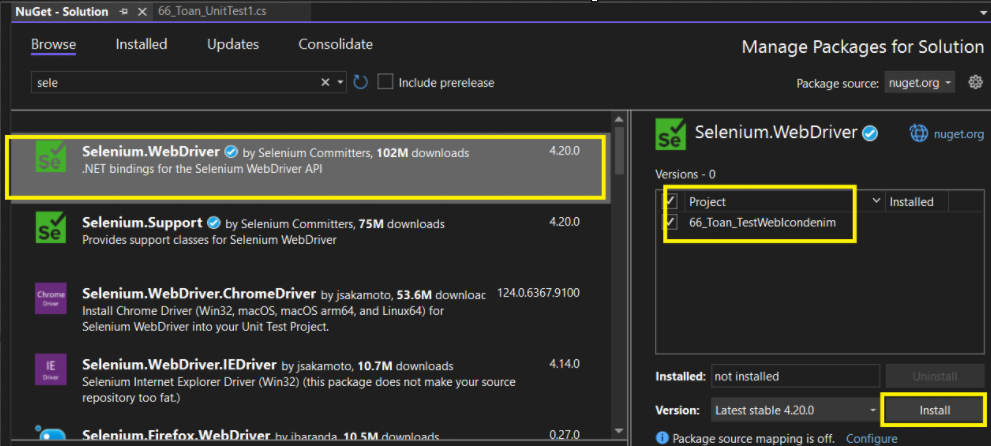 NuGet - Solution
66_Toan_UnitTest1.cs
Browse Installed Updates Consolidate
Manage Packages for Solution
sele
Include prerelease
Package source: nuget.org
Se
Selenium.WebDriver by Selenium Committers, 102M downloads
4.20.0
.NET bindings for the Selenium WebDriver API
Se
Selenium.Support by Selenium Committers, 75M downloads
4.20.0
Provides support classes for Selenium WebDriver
Chrome
Driver
Selenium.WebDriver.ChromeDriver by jsakamoto, 53.6M downloac
124.0.6367.9100
Install Chrome Driver (Win32, macOS, macOS arm64, and Linux64) for
Selenium WebDriver into your Unit Test Project.
IE
Driver
Selenium.WebDriver.IEDriver by jsakamoto, 10.7M downloads
4.14.0
Selenium Internet Explorer Driver (Win32) (this package does not make your source
repository too fat.)
Selenium.Firefox.WebDriver by jbaranda, 10.5M downloads
0.27.0
Se
Selenium.WebDriver
nuget.org
Versions - 0
Project
Installed
66_Toan_TestWebIcondenim
Installed: not installed
Uninstall
Version: Latest stable 4.20.0
Install
Package source mapping is off. Configure